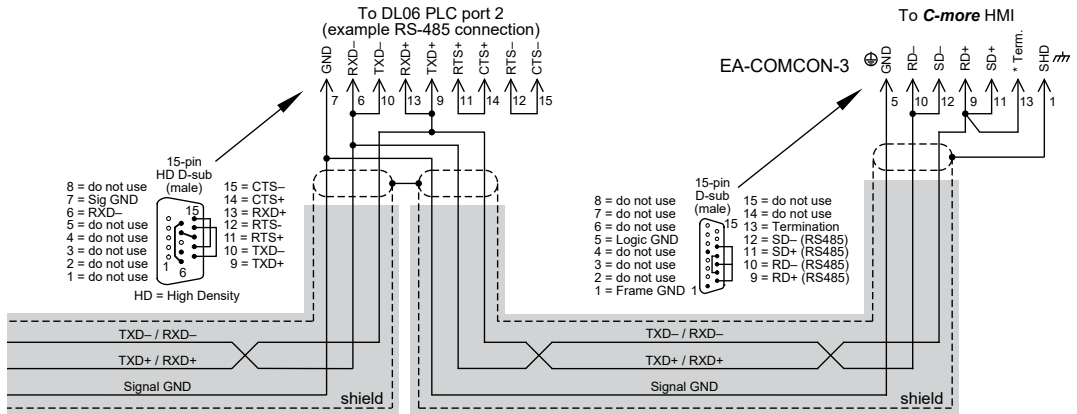 To DL06 PLC port 2
(example RS-485 connection)
GND
RXD–
TXD–
RXD+
TXD+
RTS+
CTS+
RTS–
CTS–
7
6
10
13
9
11
14
12
15
15-pin
HD D-sub
(male)
8 = do not use
7 = Sig GND
6 = RXD–
5 = do not use
4 = do not use
3 = do not use
2 = do not use
1 = do not use
15
1
6
15 = CTS–
14 = CTS+
13 = RXD+
12 = RTS-
11 = RTS+
10 = TXD–
9 = TXD+
HD = High Density
To C-more HMI
EA-COMCON-3
GND
RD–
SD–
RD+
SD+
* Term.
SHD
5
10
12
9
11
13
1
15-pin
D-sub
(male)
8 = do not use
7 = do not use
6 = do not use
5 = Logic GND
4 = do not use
3 = do not use
2 = do not use
1 = Frame GND
15
1
15 = do not use
14 = do not use
13 = Termination
12 = SD– (RS485)
11 = SD+ (RS485)
10 = RD– (RS485)
9 = RD+ (RS485)
TXD– / RXD–
TXD+ / RXD+
Signal GND
shield
TXD– / RXD–
TXD+ / RXD+
Signal GND
shield